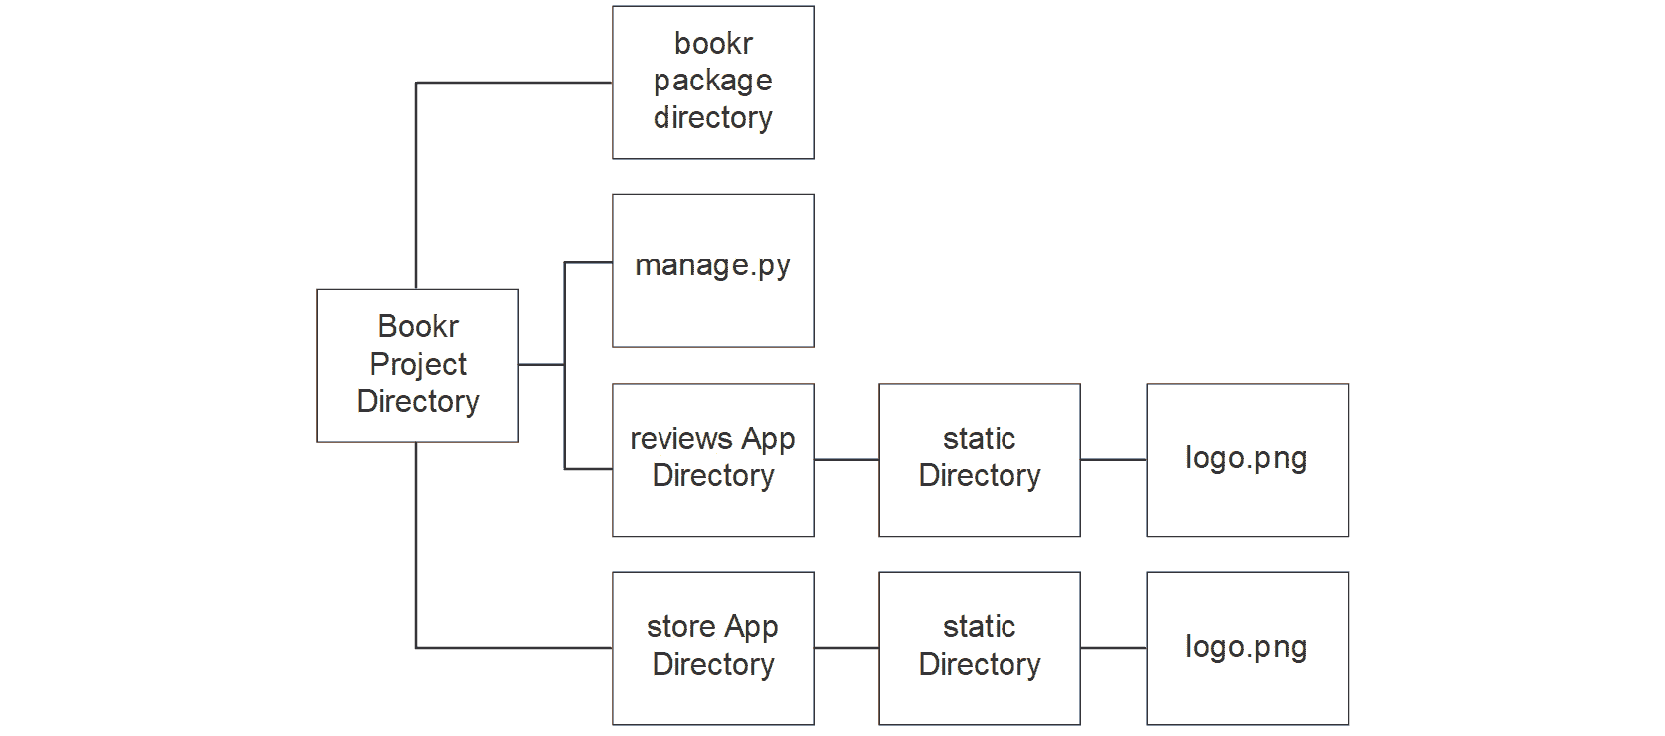 bookr
package
directory
manage.py
Bookr
Project
Directory
reviews App
Directory
static
Directory
logo.png
store App
Directory
static
Directory
logo.png